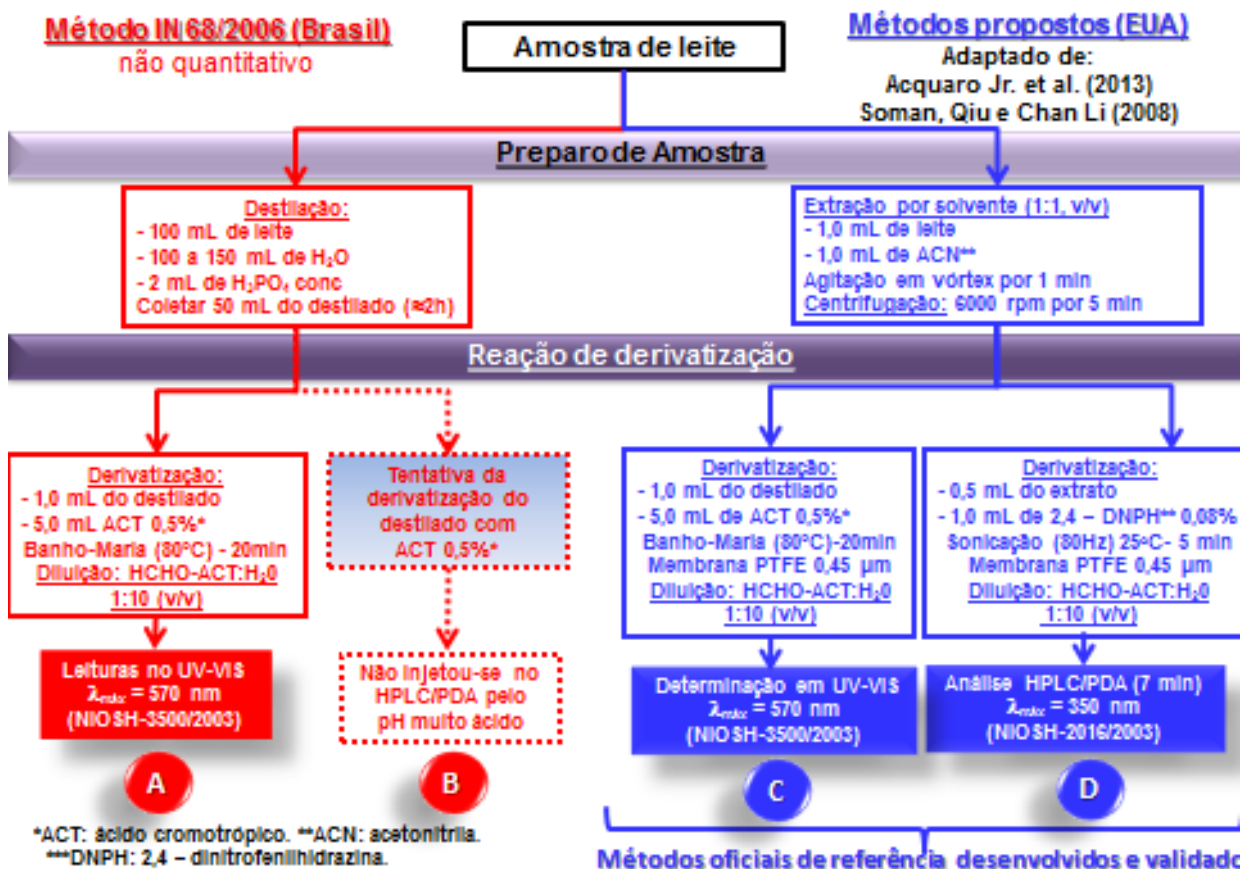 Método IN 68/2006 (Brasil)
não quantitativo
Amostra de leite
Métodos propostos (EUA)
Adaptado de:
Acquaro Jr. et al. (2013)
Soman, Qiu e Chan Li (2008)
Preparo de Amostra
Destilação:
- 100 mL de leite
- 100 a 150 mL de H₂O
- 2 mL de H₃PO₄ conc
Coletar 50 mL do destilado (≈2h)
Extração por solvente (1:1, v/v)
- 1,0 mL de leite
- 1,0 mL de ACN**
Agitação em vórtex por 1 min
Centrifugação: 6000 rpm por 5 min
Reação de derivatização
Derivatização:
- 1,0 mL do destilado
- 5,0 mL ACT 0,5%*
Banho-Maria (80ºC) - 20min
Diluição: HCHO-ACT:H₂0
1:10 (v/v)
Tentativa da
derivatização do
destilado com
ACT 0,5%*
Derivatização:
- 1,0 mL do destilado
- 5,0 mL de ACT 0,5%*
Banho-Maria (80ºC)-20min
Membrana PTFE 0,45 µm
Diluição: HCHO-ACT:H₂0
1:10 (v/v)
Derivatização:
- 0,5 mL do extrato
- 1,0 mL de 2,4 – DNPH** 0,08%
Sonicação (80Hz) 25ºC- 5 min
Membrana PTFE 0,45 µm
Diluição: HCHO-ACT:H₂0
1:10 (v/v)
Leituras no UV-VIS
λmáx = 570 nm
(NIOSH-3500/2003)
Não injetou-se no
HPLC/PDA pelo
pH muito ácido
Determinação em UV-VIS
λmáx = 570 nm
(NIOSH-3500/2003)
Análise HPLC/PDA (7 min)
λmáx = 350 nm
(NIOSH-2016/2003)
A
B
C
D
*ACT: ácido cromotrópico. **ACN: acetonitrila.
***DNPH: 2,4 – dinitrofenilhidrazina.
Métodos oficiais de referência desenvolvidos e validado